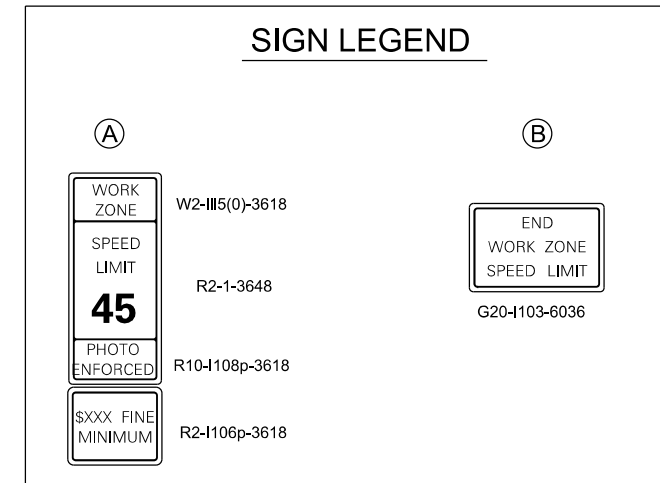 SIGN LEGEND
A
WORK
ZONE
W2-III5(0)-3618
SPEED
LIMIT
45
R2-1-3648
PHOTO
ENFORCED
R10-I108p-3618
$XXX FINE
MINIMUM
R2-I106p-3618
B
END
WORK ZONE
SPEED LIMIT
G20-I103-6036